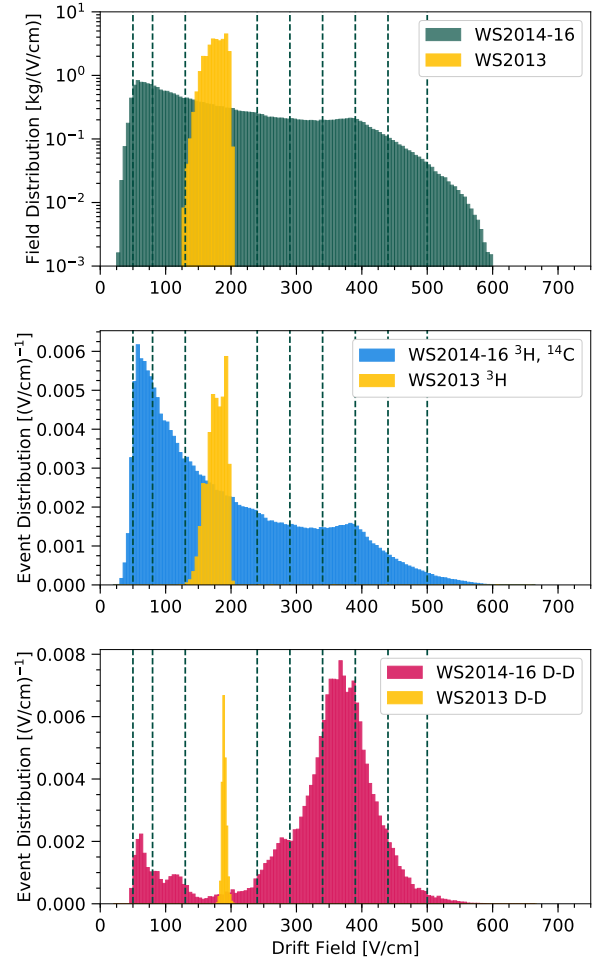 Field Distribution [kg/(V/cm)]
10¹
10⁰
10⁻¹
10⁻²
10⁻³
WS2014-16
WS2013
0 100 200 300 400 500 600 700
Event Distribution [(V/cm)⁻¹]
0.006
0.005
0.004
0.003
0.002
0.001
0.000
WS2014-16 ³H, ¹⁴C
WS2013 ³H
0 100 200 300 400 500 600 700
Event Distribution [(V/cm)⁻¹]
0.008
0.006
0.004
0.002
0.000
WS2014-16 D-D
WS2013 D-D
0 100 200 300 400 500 600 700
Drift Field [V/cm]